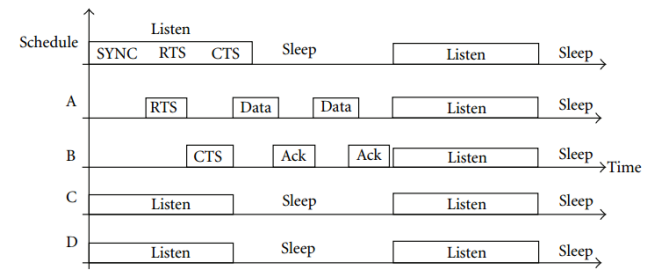 Listen
Schedule SYNC RTS CTS Sleep Listen Sleep
A RTS Data Data Listen Sleep
B CTS Ack Ack Listen Sleep
Time
C Listen Sleep Listen Sleep
D Listen Sleep Listen Sleep